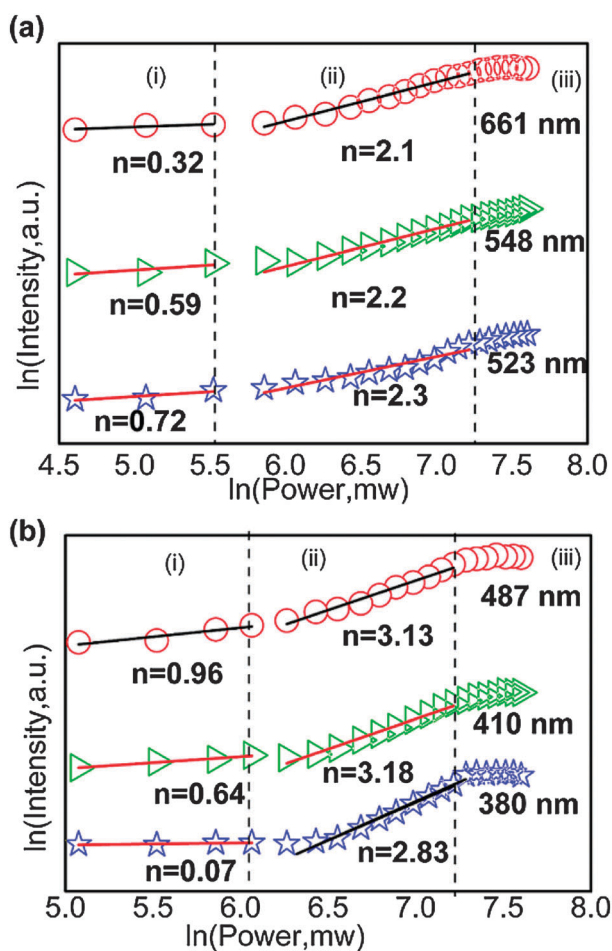 (a)
(i) (ii) (iii)
661 nm
n=0.32 n=2.1
548 nm
n=0.59 n=2.2
523 nm
n=0.72 n=2.3
ln(Intensity,a.u.)
4.5 5.0 5.5 6.0 6.5 7.0 7.5 8.0
ln(Power,mw)
(b)
(i) (ii) (iii)
487 nm
n=0.96 n=3.13
410 nm
n=0.64 n=3.18
380 nm
n=0.07 n=2.83
ln(Intensity,a.u.)
5.0 5.5 6.0 6.5 7.0 7.5 8.0
ln(Power,mw)